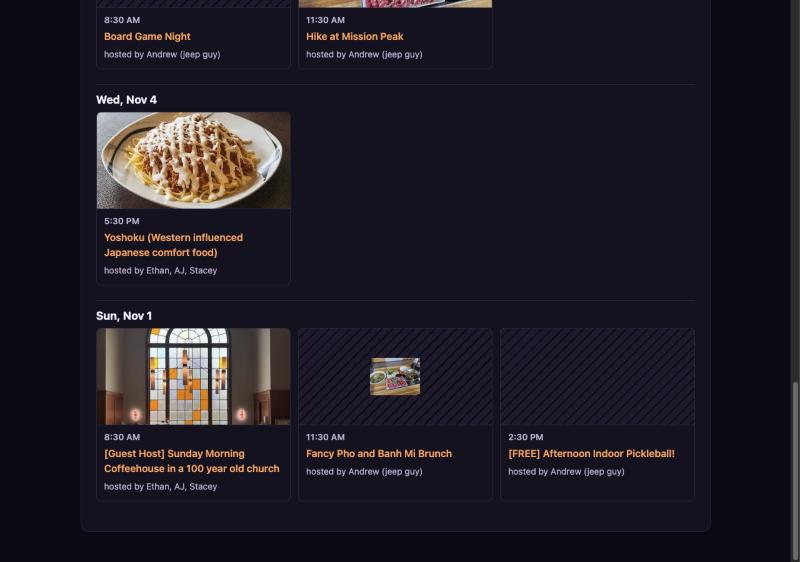 8:30 AM
Board Game Night
hosted by Andrew (jeep guy)
11:30 AM
Hike at Mission Peak
hosted by Andrew (jeep guy)
Wed, Nov 4
5:30 PM
Yoshoku (Western influenced
Japanese comfort food)
hosted by Ethan, AJ, Stacey
Sun, Nov 1
8:30 AM
[Guest Host] Sunday Morning
Coffeehouse in a 100 year old church
hosted by Ethan, AJ, Stacey
11:30 AM
Fancy Pho and Banh Mi Brunch
hosted by Andrew (jeep guy)
2:30 PM
[FREE] Afternoon Indoor Pickleball!
hosted by Andrew (jeep guy)